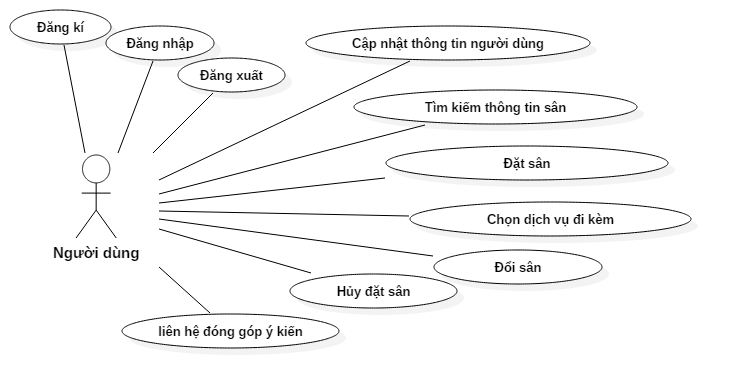 Đăng kí
Đăng nhập
Đăng xuất
Cập nhật thông tin người dùng
Tìm kiếm thông tin sân
Đặt sân
Chọn dịch vụ đi kèm
Đổi sân
Hủy đặt sân
liên hệ đóng góp ý kiến
Người dùng